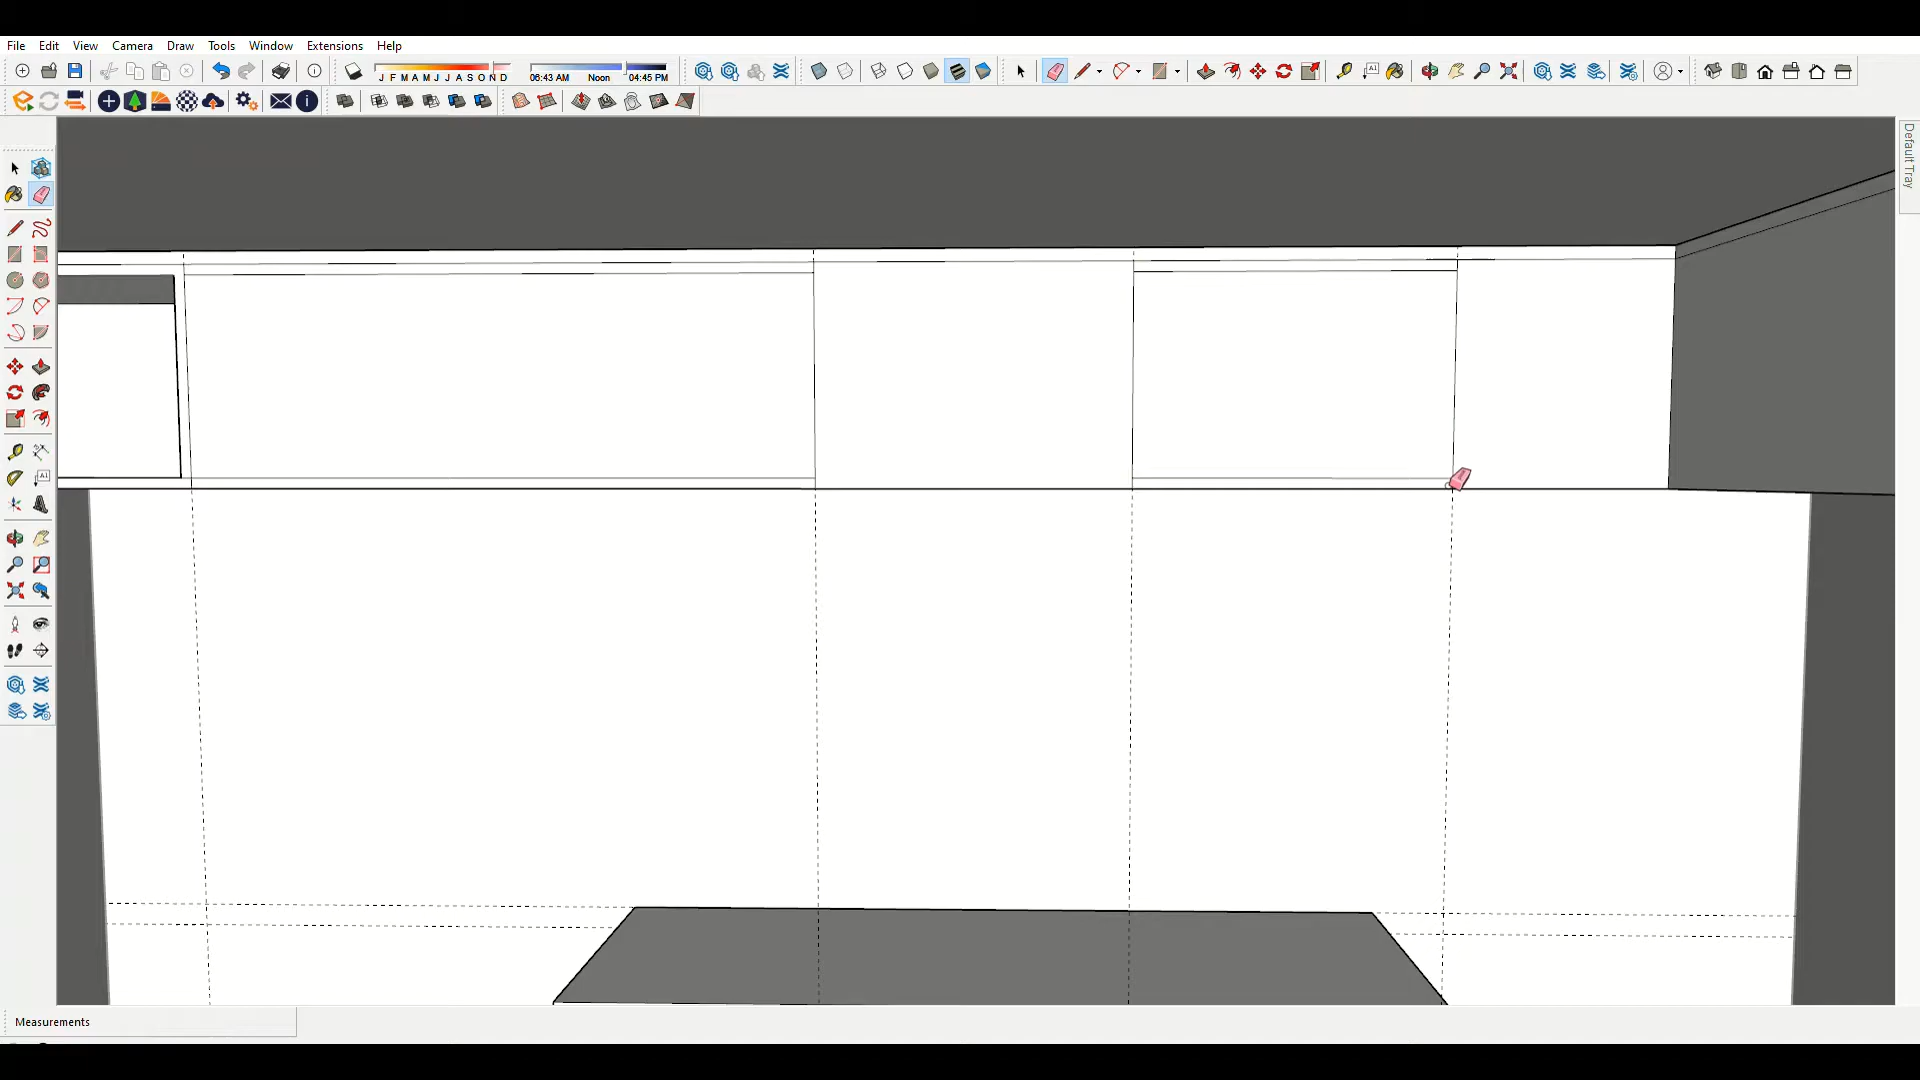 File Edit View Camera Draw Tools Window Extensions Help
J F M A M J J A S O N D 06:43 AM Noon 04:45 PM
Default Tray
Measurements